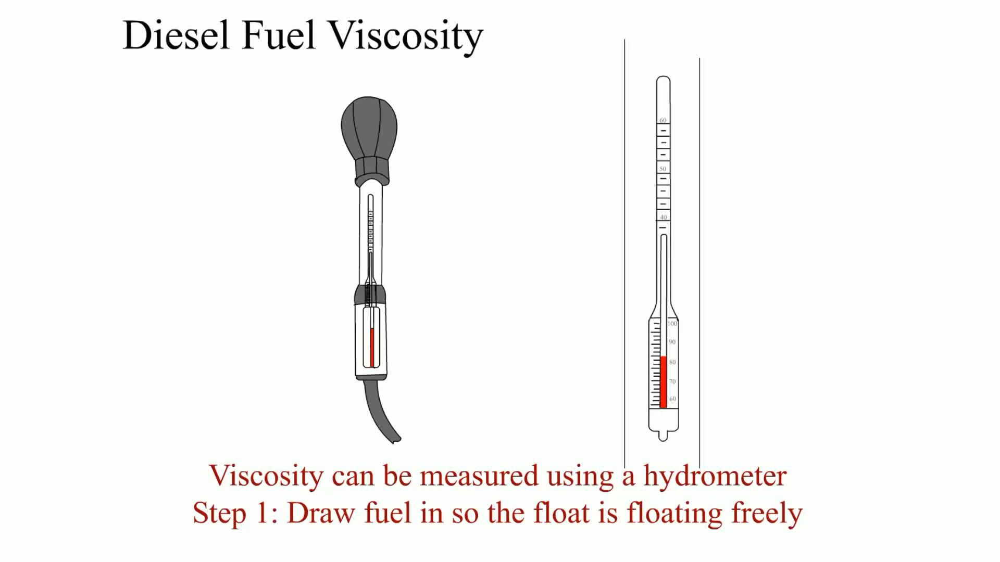 Diesel Fuel Viscosity
60
50
40
100
90
80
70
60
Viscosity can be measured using a hydrometer
Step 1: Draw fuel in so the float is floating freely